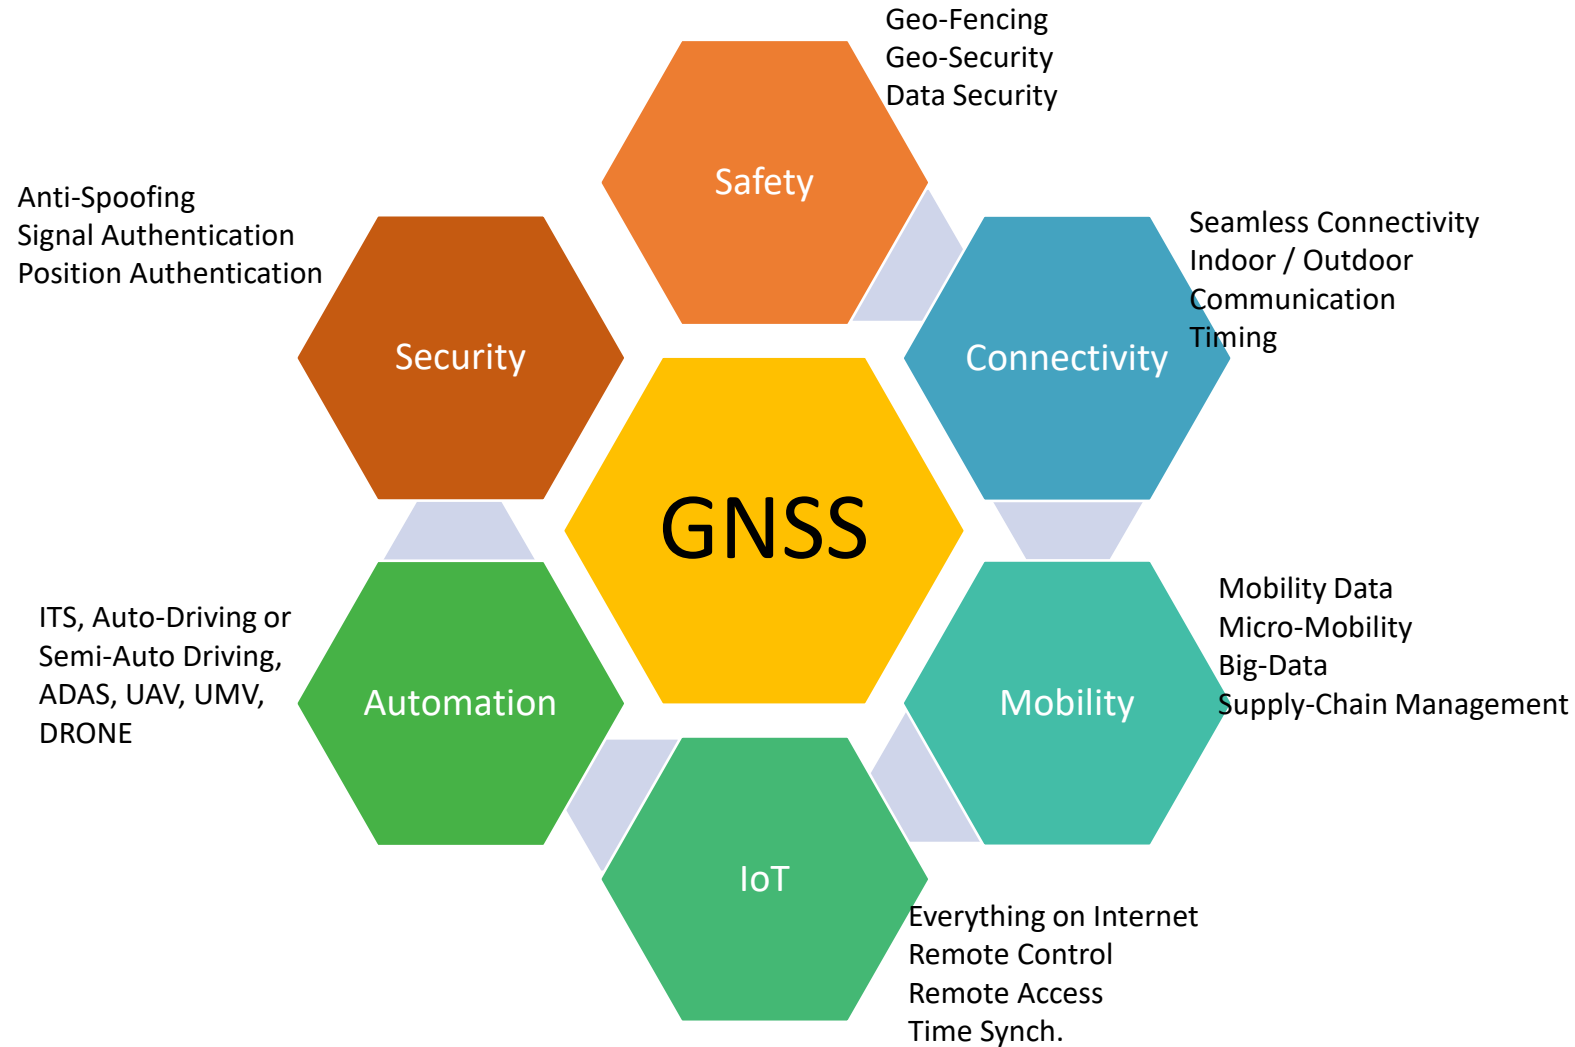 Geo-Fencing
Geo-Security
Data Security
Safety
Anti-Spoofing
Signal Authentication
Position Authentication
Security
Seamless Connectivity
Indoor / Outdoor
Communication
Timing
Connectivity
GNSS
ITS, Auto-Driving or
Semi-Auto Driving,
ADAS, UAV, UMV,
DRONE
Automation
Mobility Data
Micro-Mobility
Big-Data
Supply-Chain Management
Mobility
IoT
Everything on Internet
Remote Control
Remote Access
Time Synch.